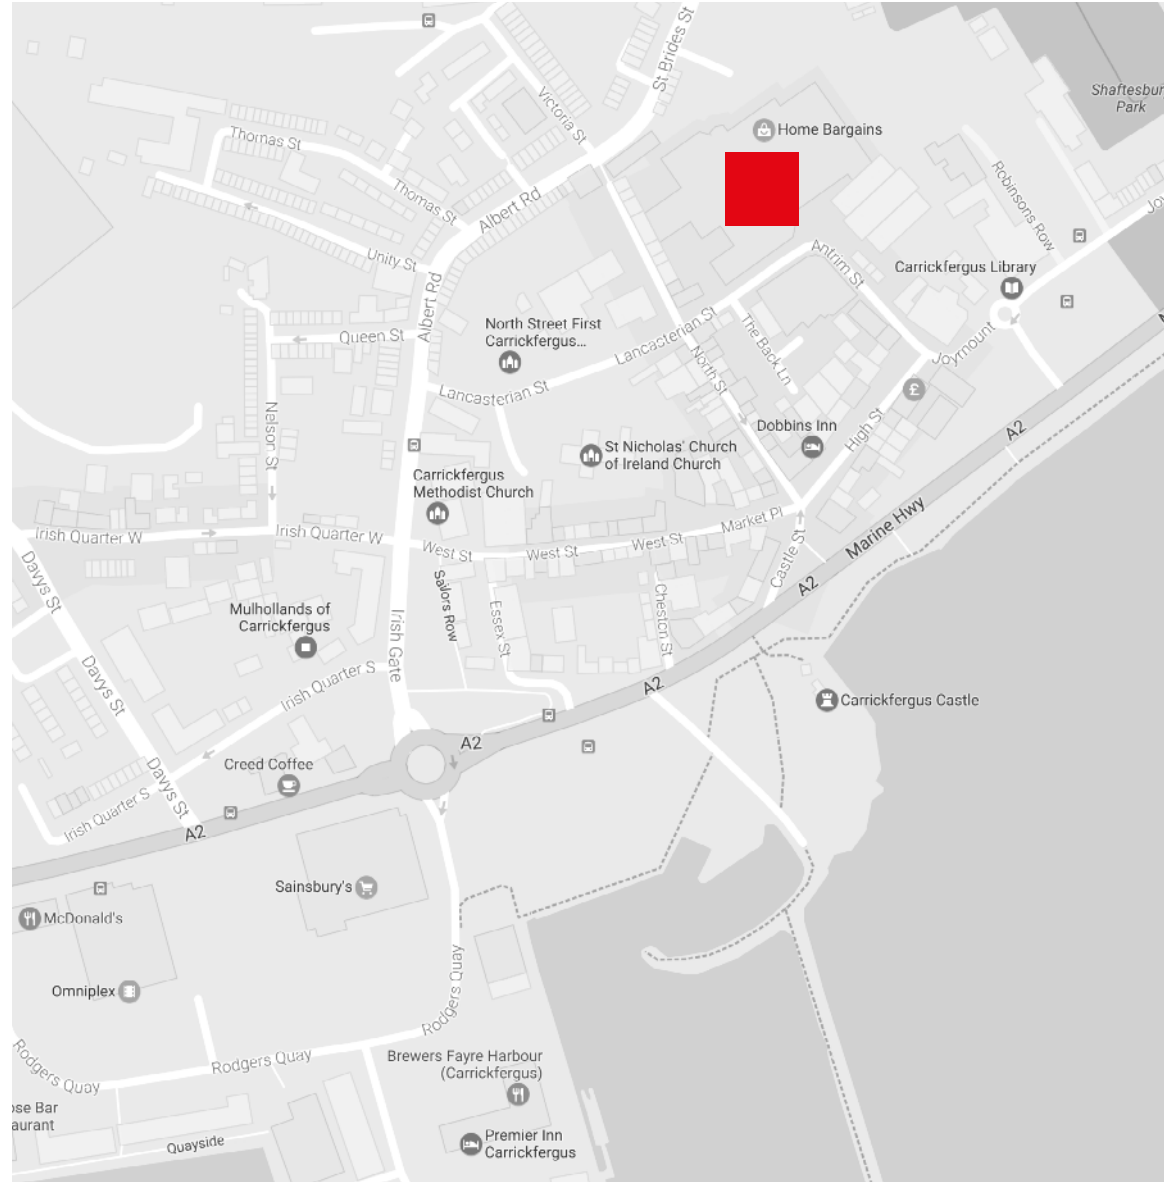 St Brides St
Shaftesbur
Park
Victoria St
Home Bargains
Thomas St
Thomas St
Albert Rd
Robinsons Row
Joy
Unity St
Antrim St
Carrickfergus Library
Albert Rd
North Street First
Carrickfergus...
Queen St
Lancasterian St
The Back Ln
Joymount
North St
£
Lancasterian St
Nelson St
Dobbins Inn
High St
A2
St Nicholas' Church
of Ireland Church
Carrickfergus
Methodist Church
Market Pl
Marine Hwy
Irish Quarter W
Irish Quarter W
West St
West St
West St
Castle St
A2
Davys St
Sailors Row
Essex St
Cheston St
Mulhollands of
Carrickfergus
Irish Gate
Irish Quarter S
Davys St
A2
Carrickfergus Castle
A2
Creed Coffee
Davys St
Irish Quarter S
A2
Sainsbury's
McDonald's
Omniplex
Rodgers Quay
Rodgers Quay
Rodgers Quay
Brewers Fayre Harbour
(Carrickfergus)
ose Bar
aurant
Quayside
Premier Inn
Carrickfergus